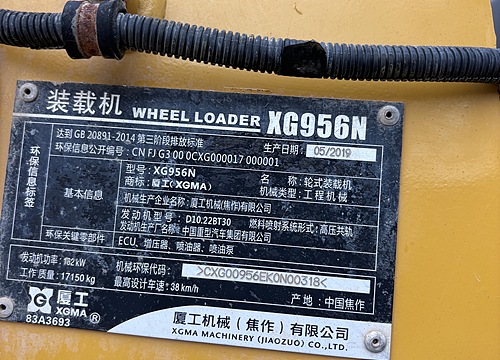 装载机 WHEEL LOADER XG956N
达到 GB 20891-2014 第三阶段排放标准
生产日期: 05/2019
环保信息公开编号: CN FJ G3 00 0CXG000017 000001
环保信息标签
基本信息
型号: XG956N
名称: 轮式装载机
商标: 厦工(XGMA)
机械类型: 工程机械
机械生产企业名称: 厦工机械(焦作)有限公司
发动机型号: D10.22BT30
燃料喷射系统形式: 高压共轨
发动机生产厂名称: 中国重型汽车集团有限公司
环保关键零部件
ECU、增压器、喷油器、喷油泵
发动机功率: 162 kW
机械环保代码: >CXG00956EK0N00318<
工作质量: 17150 kg
最高设计车速: 38 km/h
产地: 中国焦作
厦工
XGMA
83A3693
厦工机械(焦作)有限公司
XGMA MACHINERY (JIAOZUO) CO., LTD.